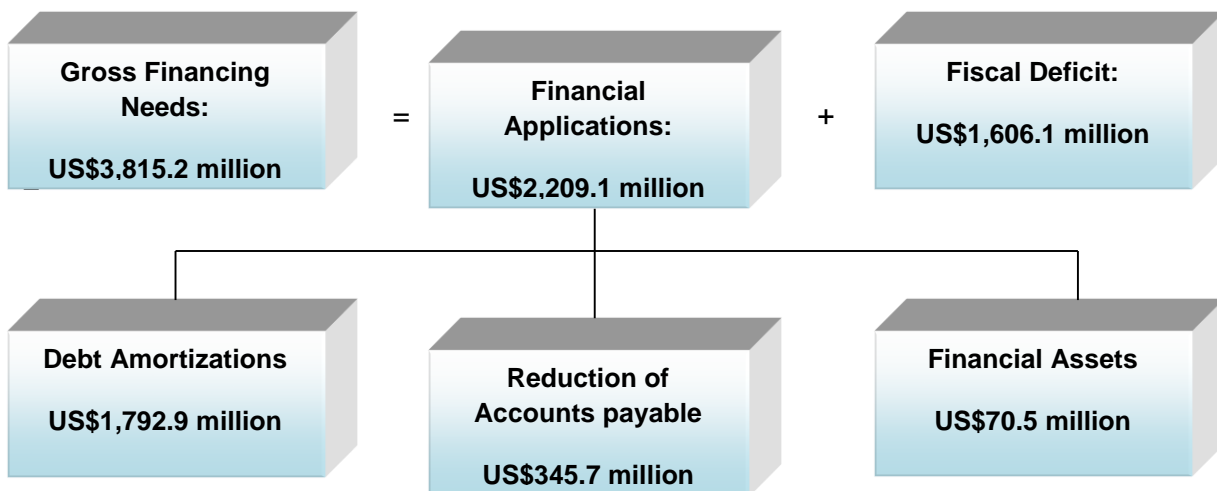 Gross Financing
Needs:
US$3,815.2 million
=
Financial
Applications:
US$2,209.1 million
+
Fiscal Deficit:
US$1,606.1 million
Debt Amortizations
US$1,792.9 million
Reduction of
Accounts payable
US$345.7 million
Financial Assets
US$70.5 million